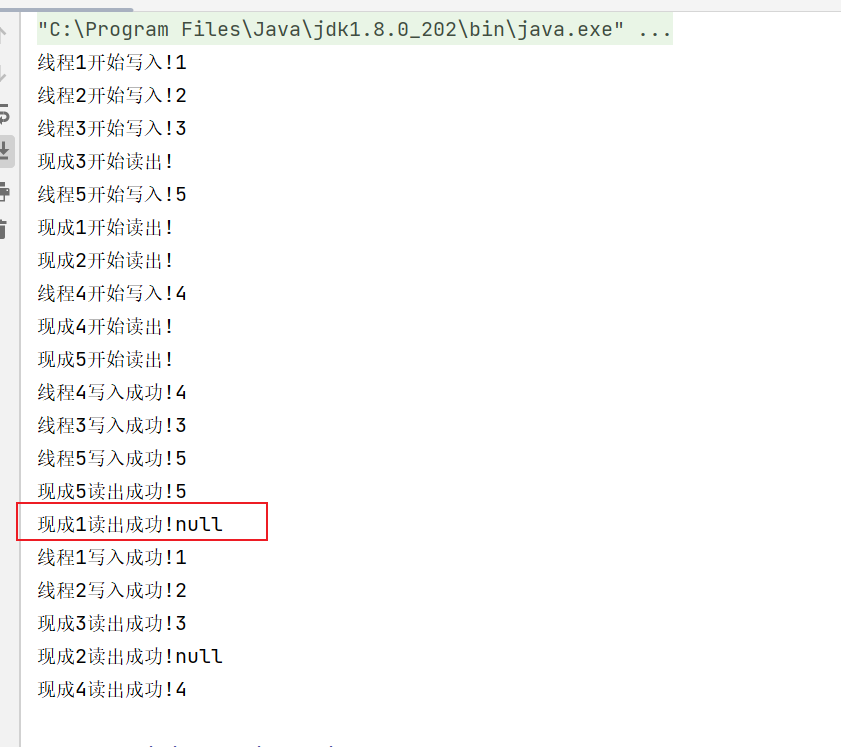 "C:\Program Files\Java\jdk1.8.0_202\bin\java.exe" ...
线程1开始写入!1
线程2开始写入!2
线程3开始写入!3
现成3开始读出!
线程5开始写入!5
现成1开始读出!
现成2开始读出!
线程4开始写入!4
现成4开始读出!
现成5开始读出!
线程4写入成功!4
线程3写入成功!3
线程5写入成功!5
现成5读出成功!5
现成1读出成功!null
线程1写入成功!1
线程2写入成功!2
现成3读出成功!3
现成2读出成功!null
现成4读出成功!4